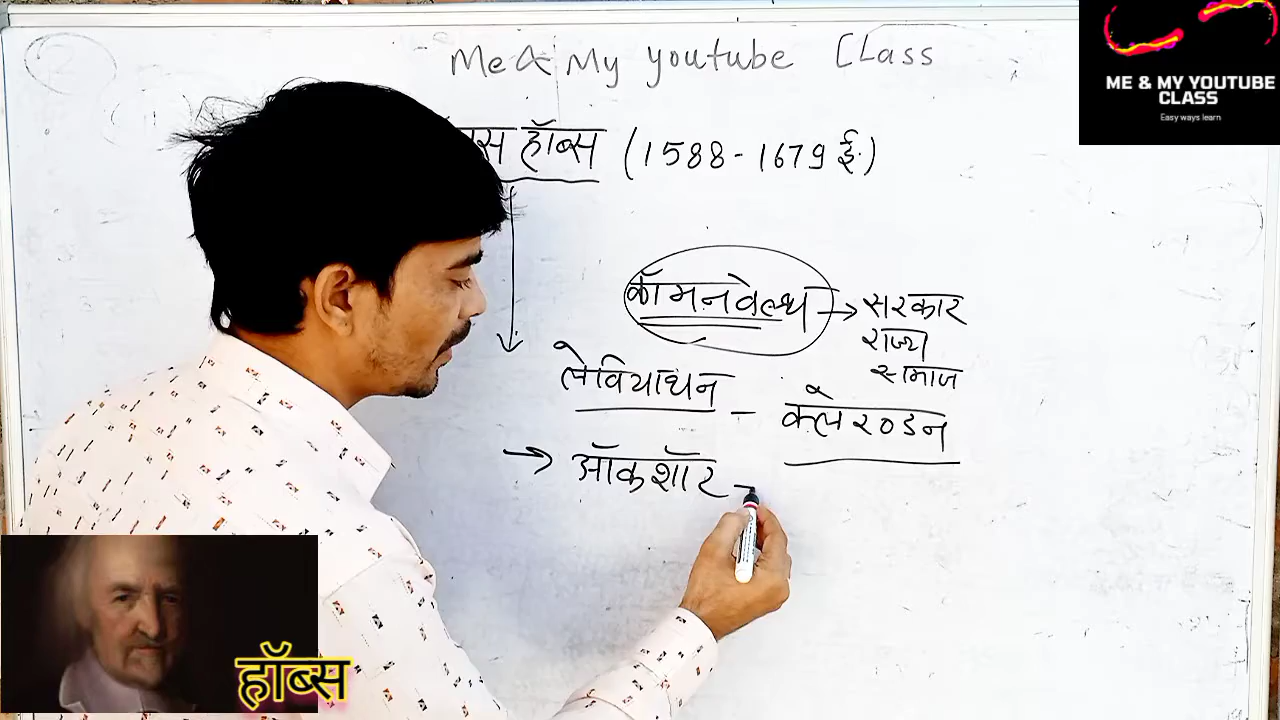 Me & My youtube Class
ME & MY YOUTUBE
CLASS
Easy ways learn
हॉब्स (1588-1679 ई.)
कॉमनवेल्थ → सरकार
राज्य
समाज
लेवियाथन - क्लेरेण्डन
→ ऑकशॉर -
हॉब्स